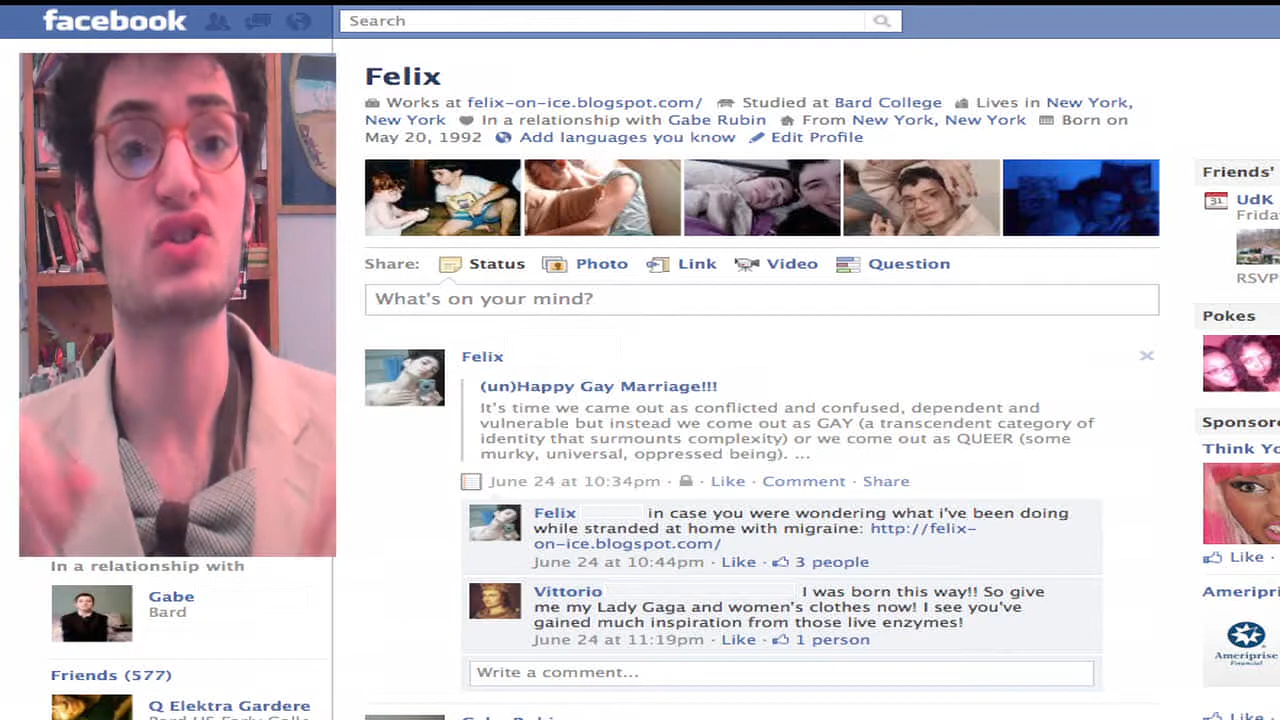 facebook
Search
Felix
Works at felix-on-ice.blogspot.com/ Studied at Bard College Lives in New York,
New York In a relationship with Gabe Rubin From New York, New York Born on
May 20, 1992 Add languages you know Edit Profile
Share: Status Photo Link Video Question
What's on your mind?
Felix
(un)Happy Gay Marriage!!!
It's time we came out as conflicted and confused, dependent and
vulnerable but instead we come out as GAY (a transcendent category of
identity that surmounts complexity) or we come out as QUEER (some
murky, universal, oppressed being). ...
June 24 at 10:34pm · Like · Comment · Share
Felix in case you were wondering what i've been doing
while stranded at home with migraine: http://felix-
on-ice.blogspot.com/
June 24 at 10:44pm · Like · 3 people
Vittorio I was born this way!! So give
me my Lady Gaga and women's clothes now! I see you've
gained much inspiration from those live enzymes!
June 24 at 11:19pm · Like · 1 person
Write a comment...
In a relationship with
Gabe
Bard
Friends (577)
Q Elektra Gardere
Friends'
31
UdK
Frida
RSVP
Pokes
Sponsor
Think Yo
Like ·
Ameripri
Ameriprise
Financial
Like ·